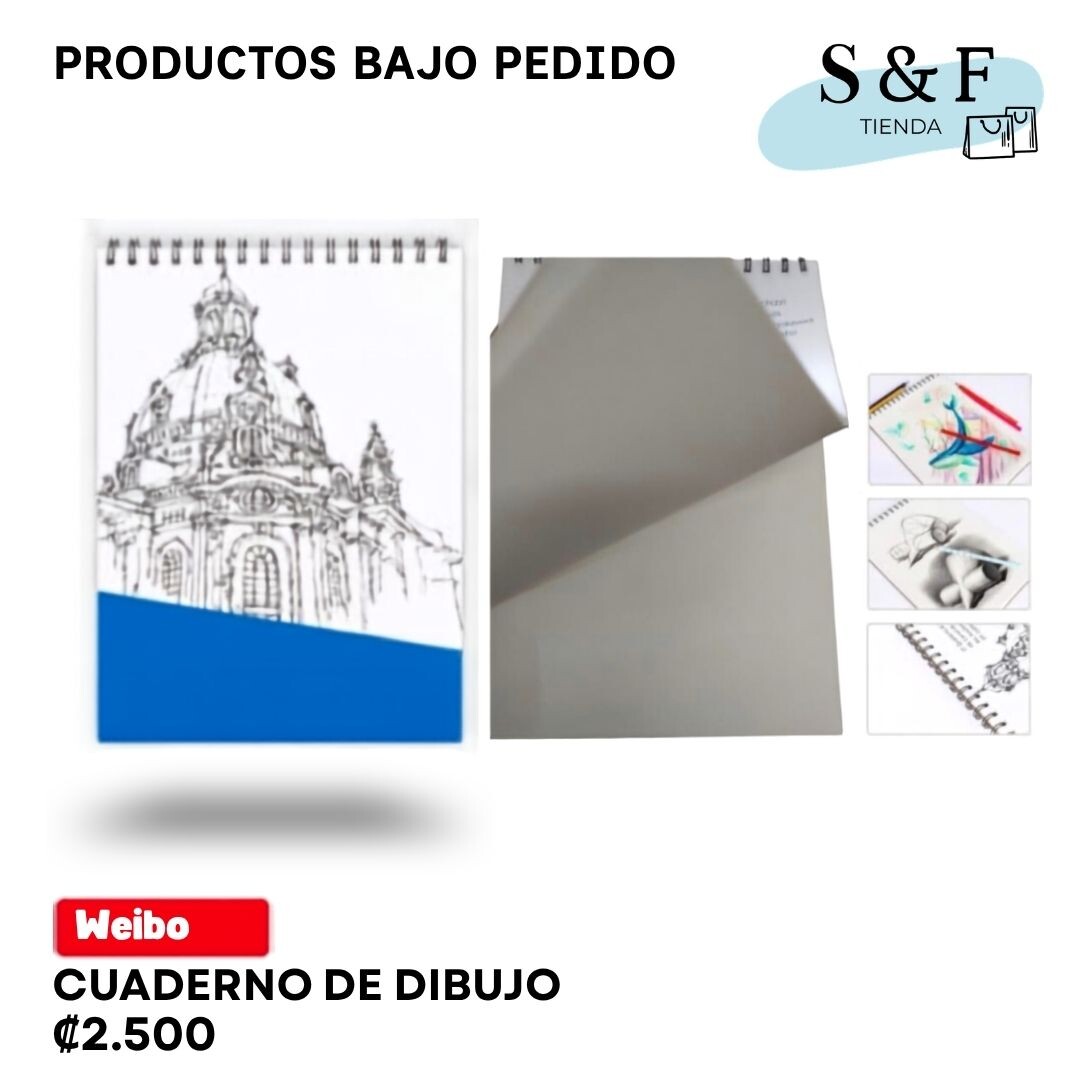 PRODUCTOS BAJO PEDIDO
S & F
TIENDA
Weibo
CUADERNO DE DIBUJO
₡2.500